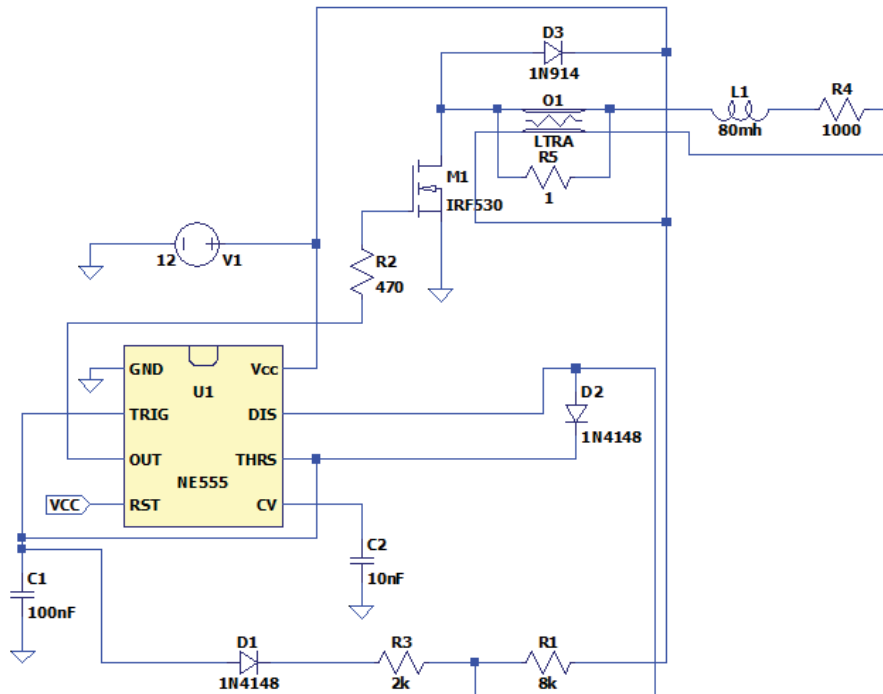 D3
1N914
O1
LTRA
R5
1
L1
80mh
R4
1000
M1
IRF530
12
V1
R2
470
GND
Vcc
U1
TRIG
DIS
OUT
THRS
NE555
VCC
RST
CV
D2
1N4148
C2
10nF
C1
100nF
D1
1N4148
R3
2k
R1
8k